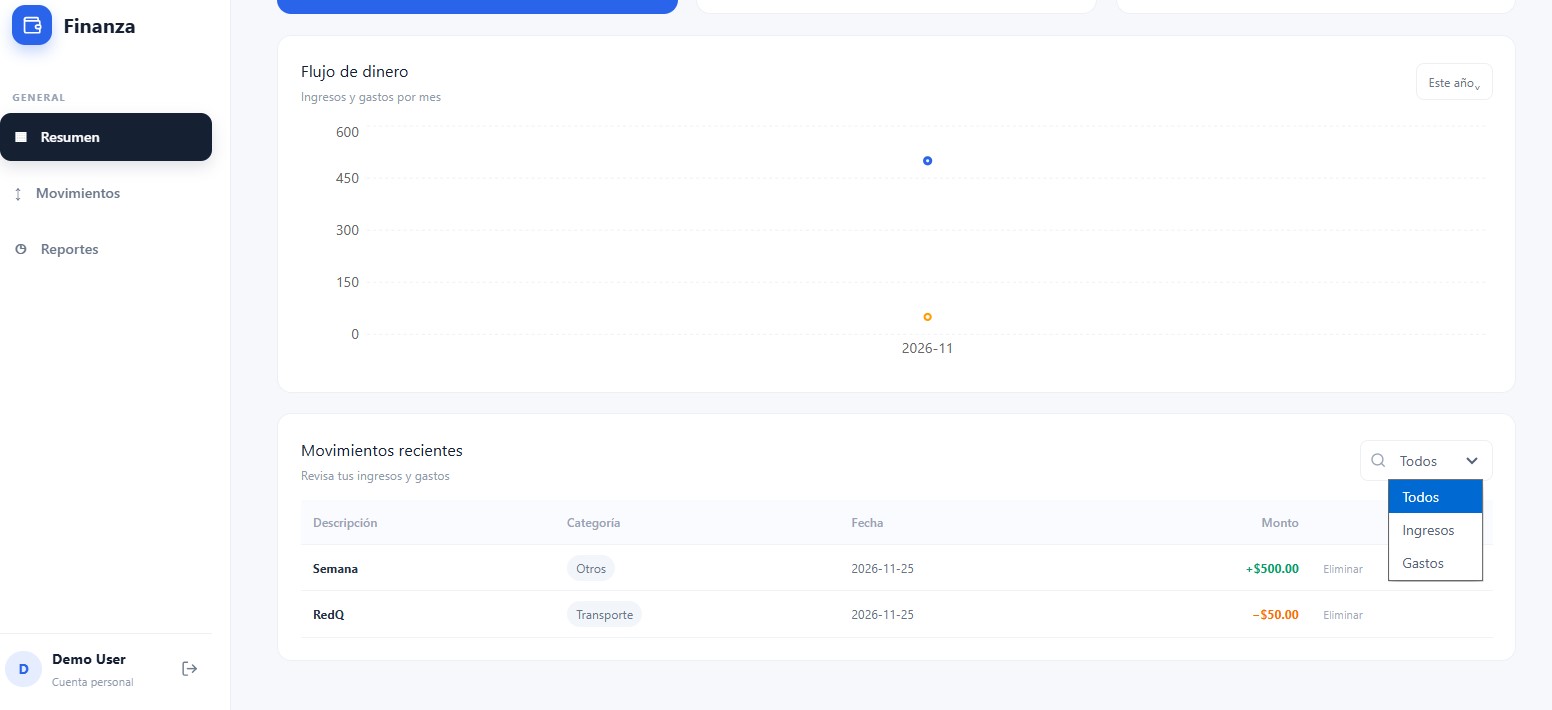 Finanza
GENERAL
Resumen
Movimientos
Reportes
Demo User
D
Cuenta personal
Flujo de dinero
Ingresos y gastos por mes
Este año
600
450
300
150
0
2026-11
Movimientos recientes
Revisa tus ingresos y gastos
Todos
Todos
Ingresos
Gastos
Descripción Categoría Fecha Monto
Semana Otros 2026-11-25 +$500.00 Eliminar
RedQ Transporte 2026-11-25 −$50.00 Eliminar